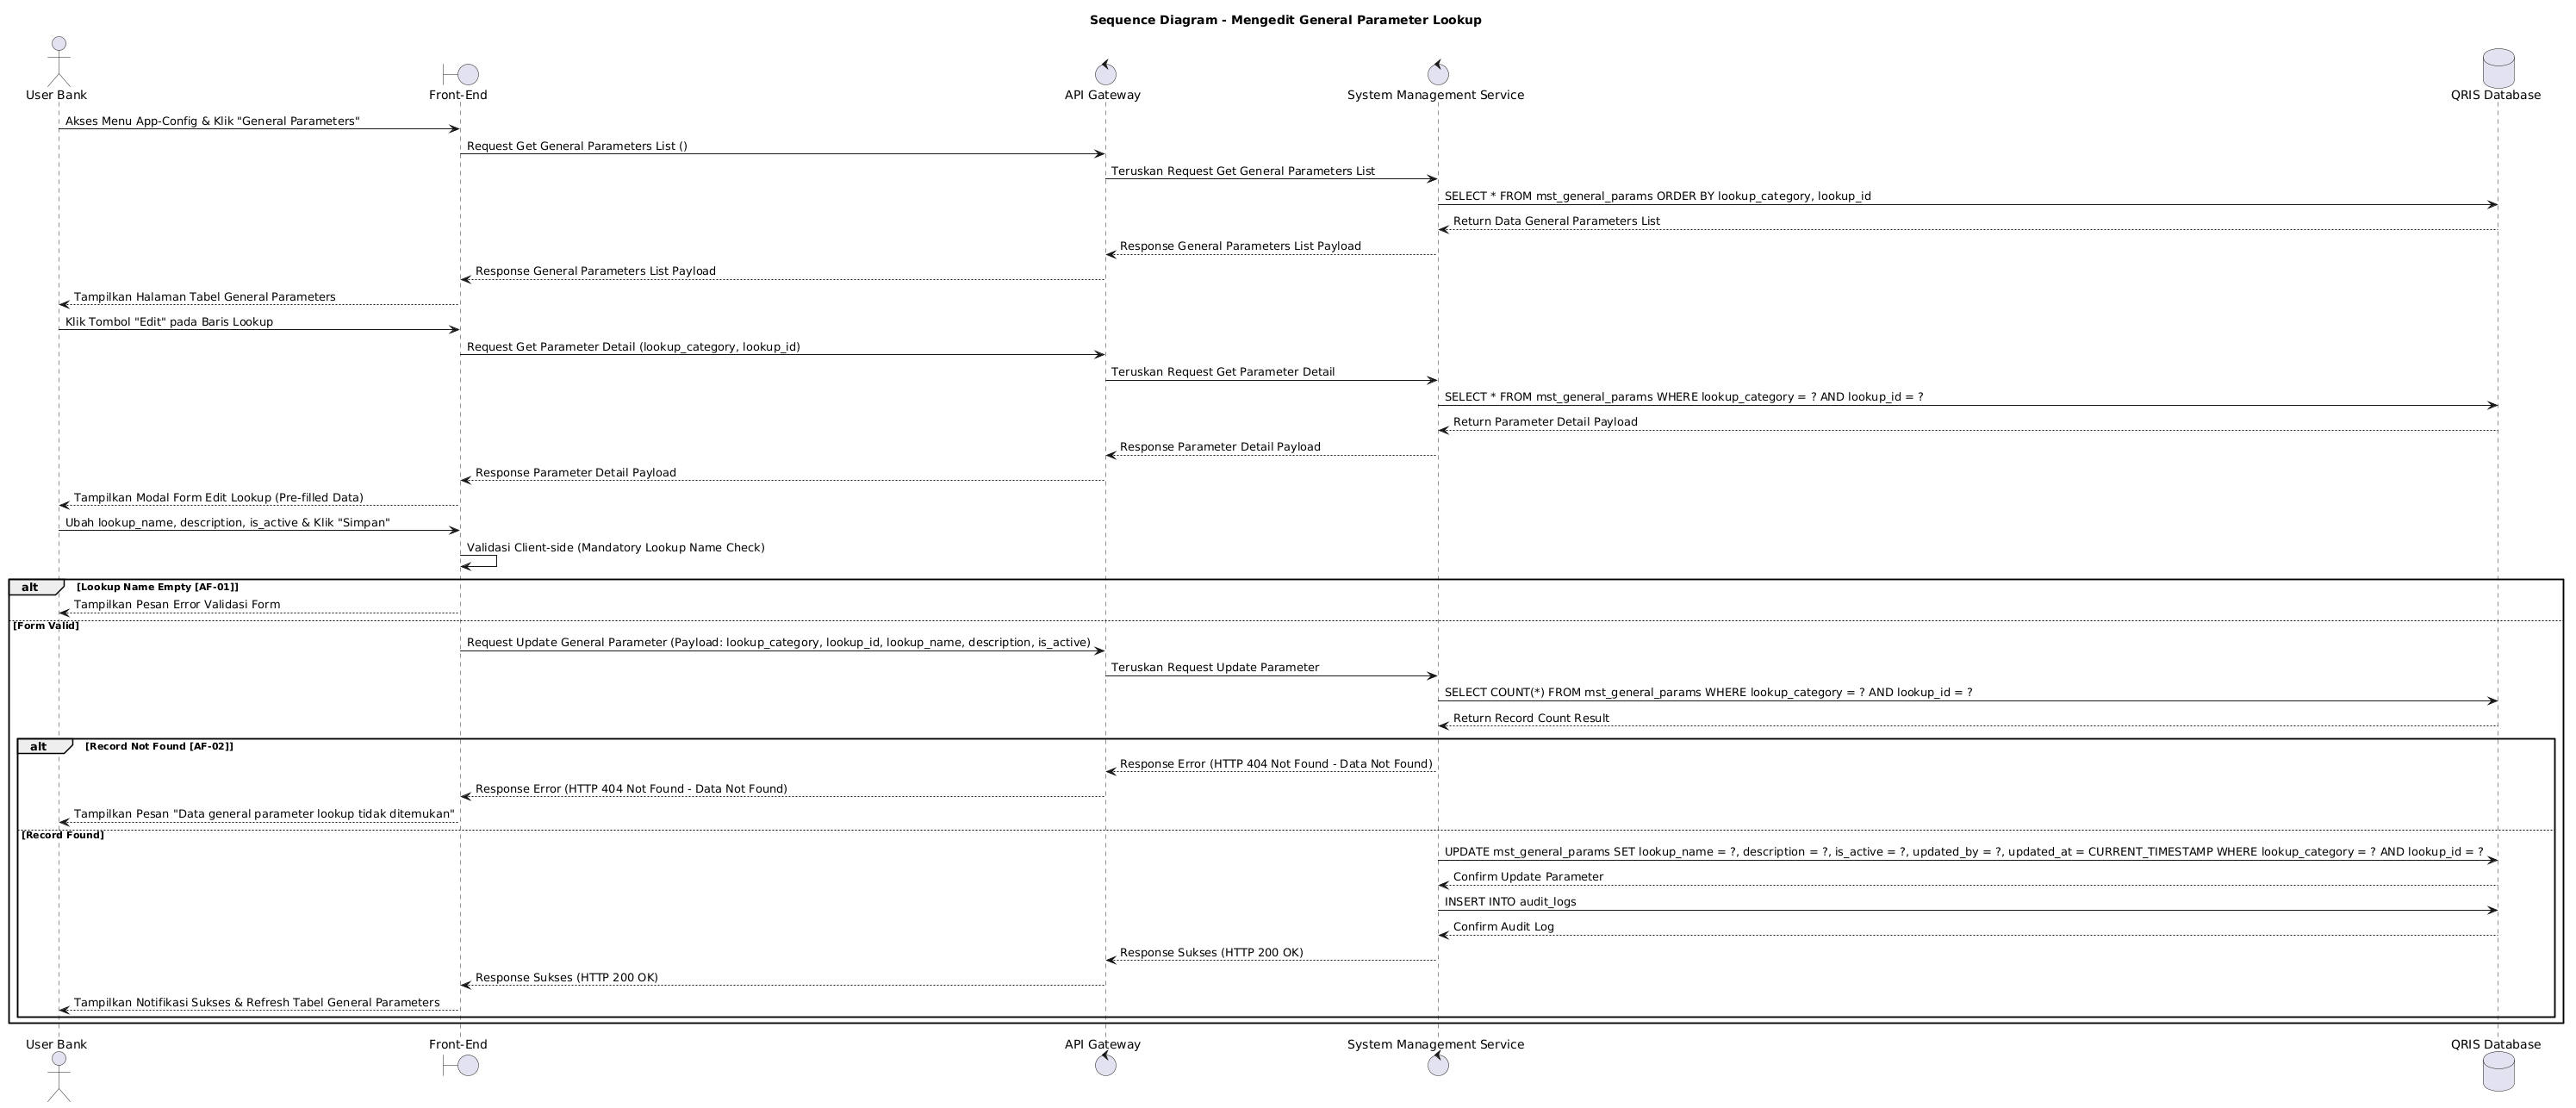 Sequence Diagram - Mengedit General Parameter Lookup
User Bank
Front-End
API Gateway
System Management Service
QRIS Database
Akses Menu App-Config & Klik "General Parameters"
Request Get General Parameters List ()
Teruskan Request Get General Parameters List
SELECT * FROM mst_general_params ORDER BY lookup_category, lookup_id
Return Data General Parameters List
Response General Parameters List Payload
Response General Parameters List Payload
Tampilkan Halaman Tabel General Parameters
Klik Tombol "Edit" pada Baris Lookup
Request Get Parameter Detail (lookup_category, lookup_id)
Teruskan Request Get Parameter Detail
SELECT * FROM mst_general_params WHERE lookup_category = ? AND lookup_id = ?
Return Parameter Detail Payload
Response Parameter Detail Payload
Response Parameter Detail Payload
Tampilkan Modal Form Edit Lookup (Pre-filled Data)
Ubah lookup_name, description, is_active & Klik "Simpan"
Validasi Client-side (Mandatory Lookup Name Check)
alt [Lookup Name Empty [AF-01]]
Tampilkan Pesan Error Validasi Form
[Form Valid]
Request Update General Parameter (Payload: lookup_category, lookup_id, lookup_name, description, is_active)
Teruskan Request Update Parameter
SELECT COUNT(*) FROM mst_general_params WHERE lookup_category = ? AND lookup_id = ?
Return Record Count Result
alt [Record Not Found [AF-02]]
Response Error (HTTP 404 Not Found - Data Not Found)
Response Error (HTTP 404 Not Found - Data Not Found)
Tampilkan Pesan "Data general parameter lookup tidak ditemukan"
[Record Found]
UPDATE mst_general_params SET lookup_name = ?, description = ?, is_active = ?, updated_by = ?, updated_at = CURRENT_TIMESTAMP WHERE lookup_category = ? AND lookup_id = ?
Confirm Update Parameter
INSERT INTO audit_logs
Confirm Audit Log
Response Sukses (HTTP 200 OK)
Response Sukses (HTTP 200 OK)
Tampilkan Notifikasi Sukses & Refresh Tabel General Parameters
User Bank
Front-End
API Gateway
System Management Service
QRIS Database